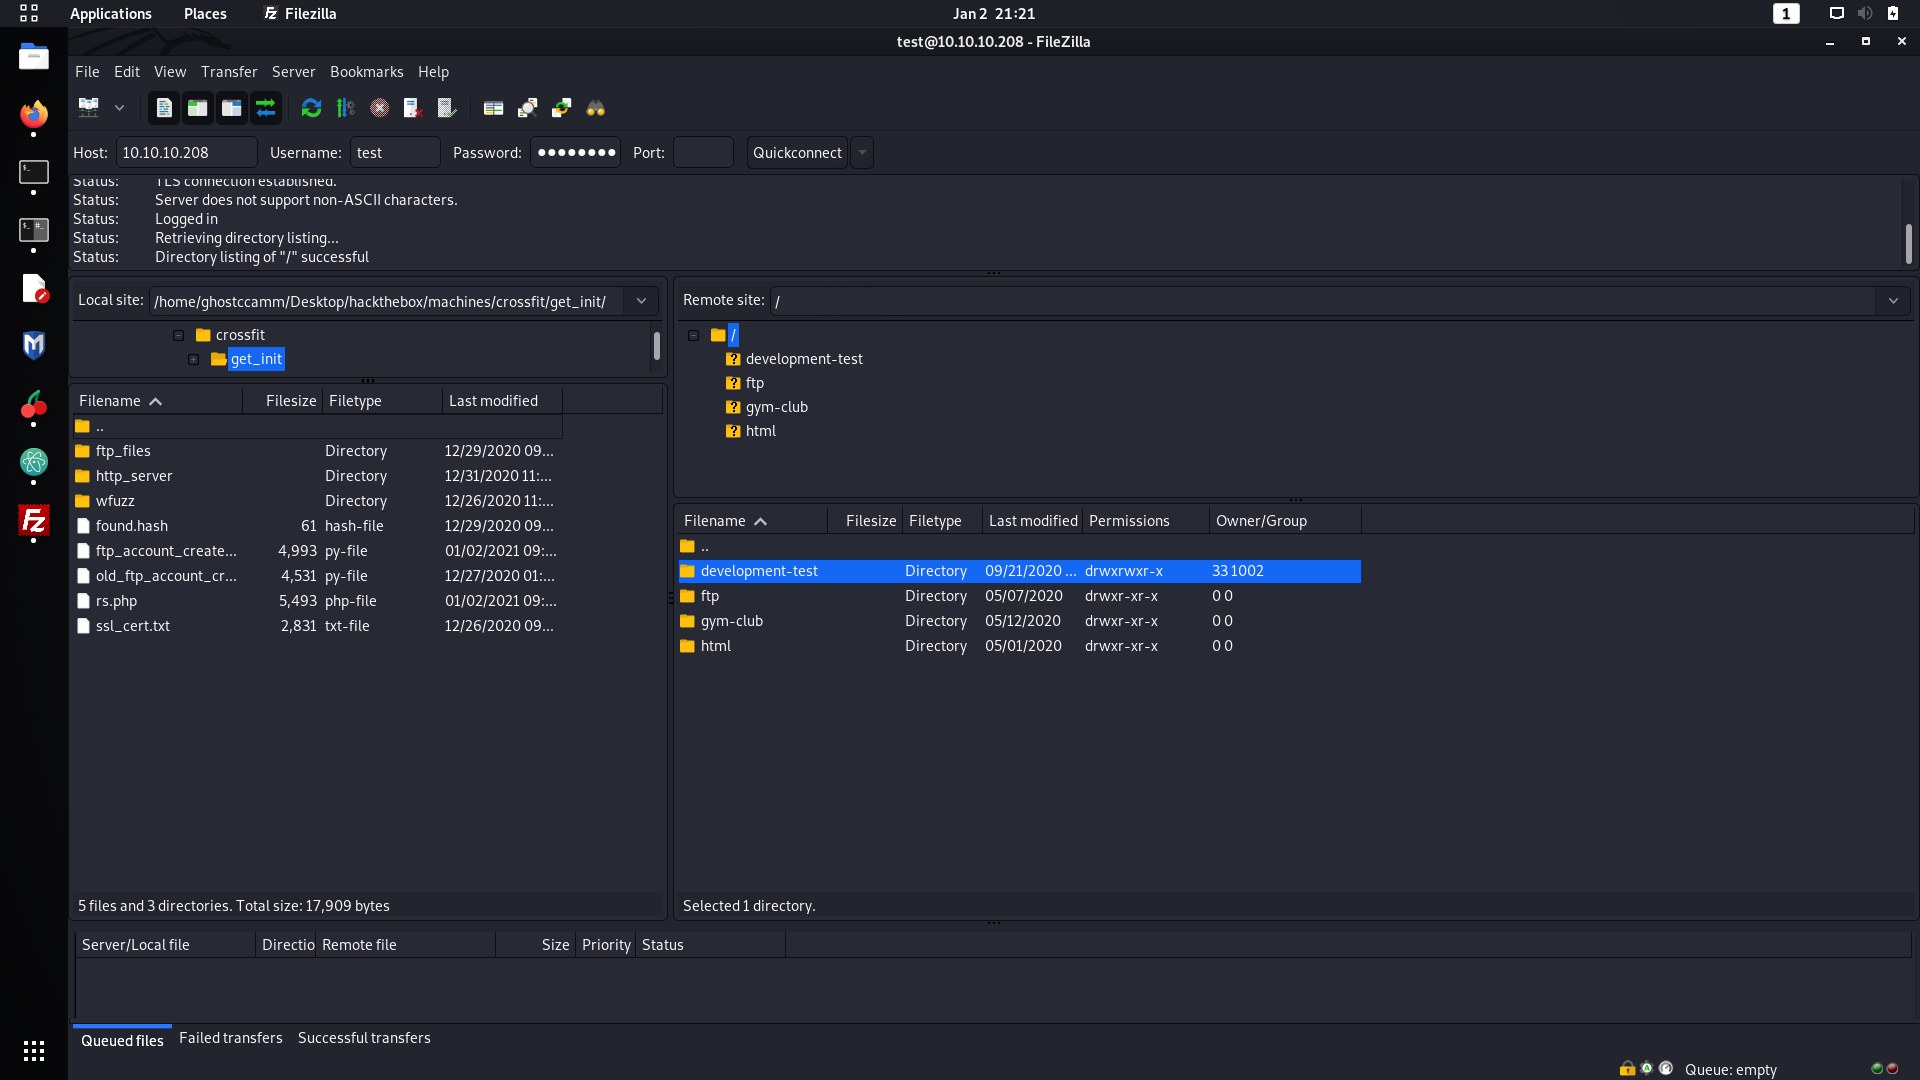 Applications Places Filezilla Jan 2 21:21 1
test@10.10.10.208 - FileZilla
File Edit View Transfer Server Bookmarks Help
Host: 10.10.10.208 Username: test Password: ●●●●●●●● Port: Quickconnect
Status: TLS connection established.
Status: Server does not support non-ASCII characters.
Status: Logged in
Status: Retrieving directory listing...
Status: Directory listing of "/" successful
Local site: /home/ghostccamm/Desktop/hackthebox/machines/crossfit/get_init/
crossfit
get_init
Filename Filesize Filetype Last modified
..
ftp_files Directory 12/29/2020 09...
http_server Directory 12/31/2020 11:...
wfuzz Directory 12/26/2020 11:...
found.hash 61 hash-file 12/29/2020 09...
ftp_account_create... 4,993 py-file 01/02/2021 09:...
old_ftp_account_cr... 4,531 py-file 12/27/2020 01:...
rs.php 5,493 php-file 01/02/2021 09:...
ssl_cert.txt 2,831 txt-file 12/26/2020 09...
5 files and 3 directories. Total size: 17,909 bytes
Remote site: /
/
development-test
ftp
gym-club
html
Filename Filesize Filetype Last modified Permissions Owner/Group
..
development-test Directory 09/21/2020 ... drwxrwxr-x 33 1002
ftp Directory 05/07/2020 drwxr-xr-x 0 0
gym-club Directory 05/12/2020 drwxr-xr-x 0 0
html Directory 05/01/2020 drwxr-xr-x 0 0
Selected 1 directory.
Server/Local file Directio Remote file Size Priority Status
Queued files Failed transfers Successful transfers
Queue: empty